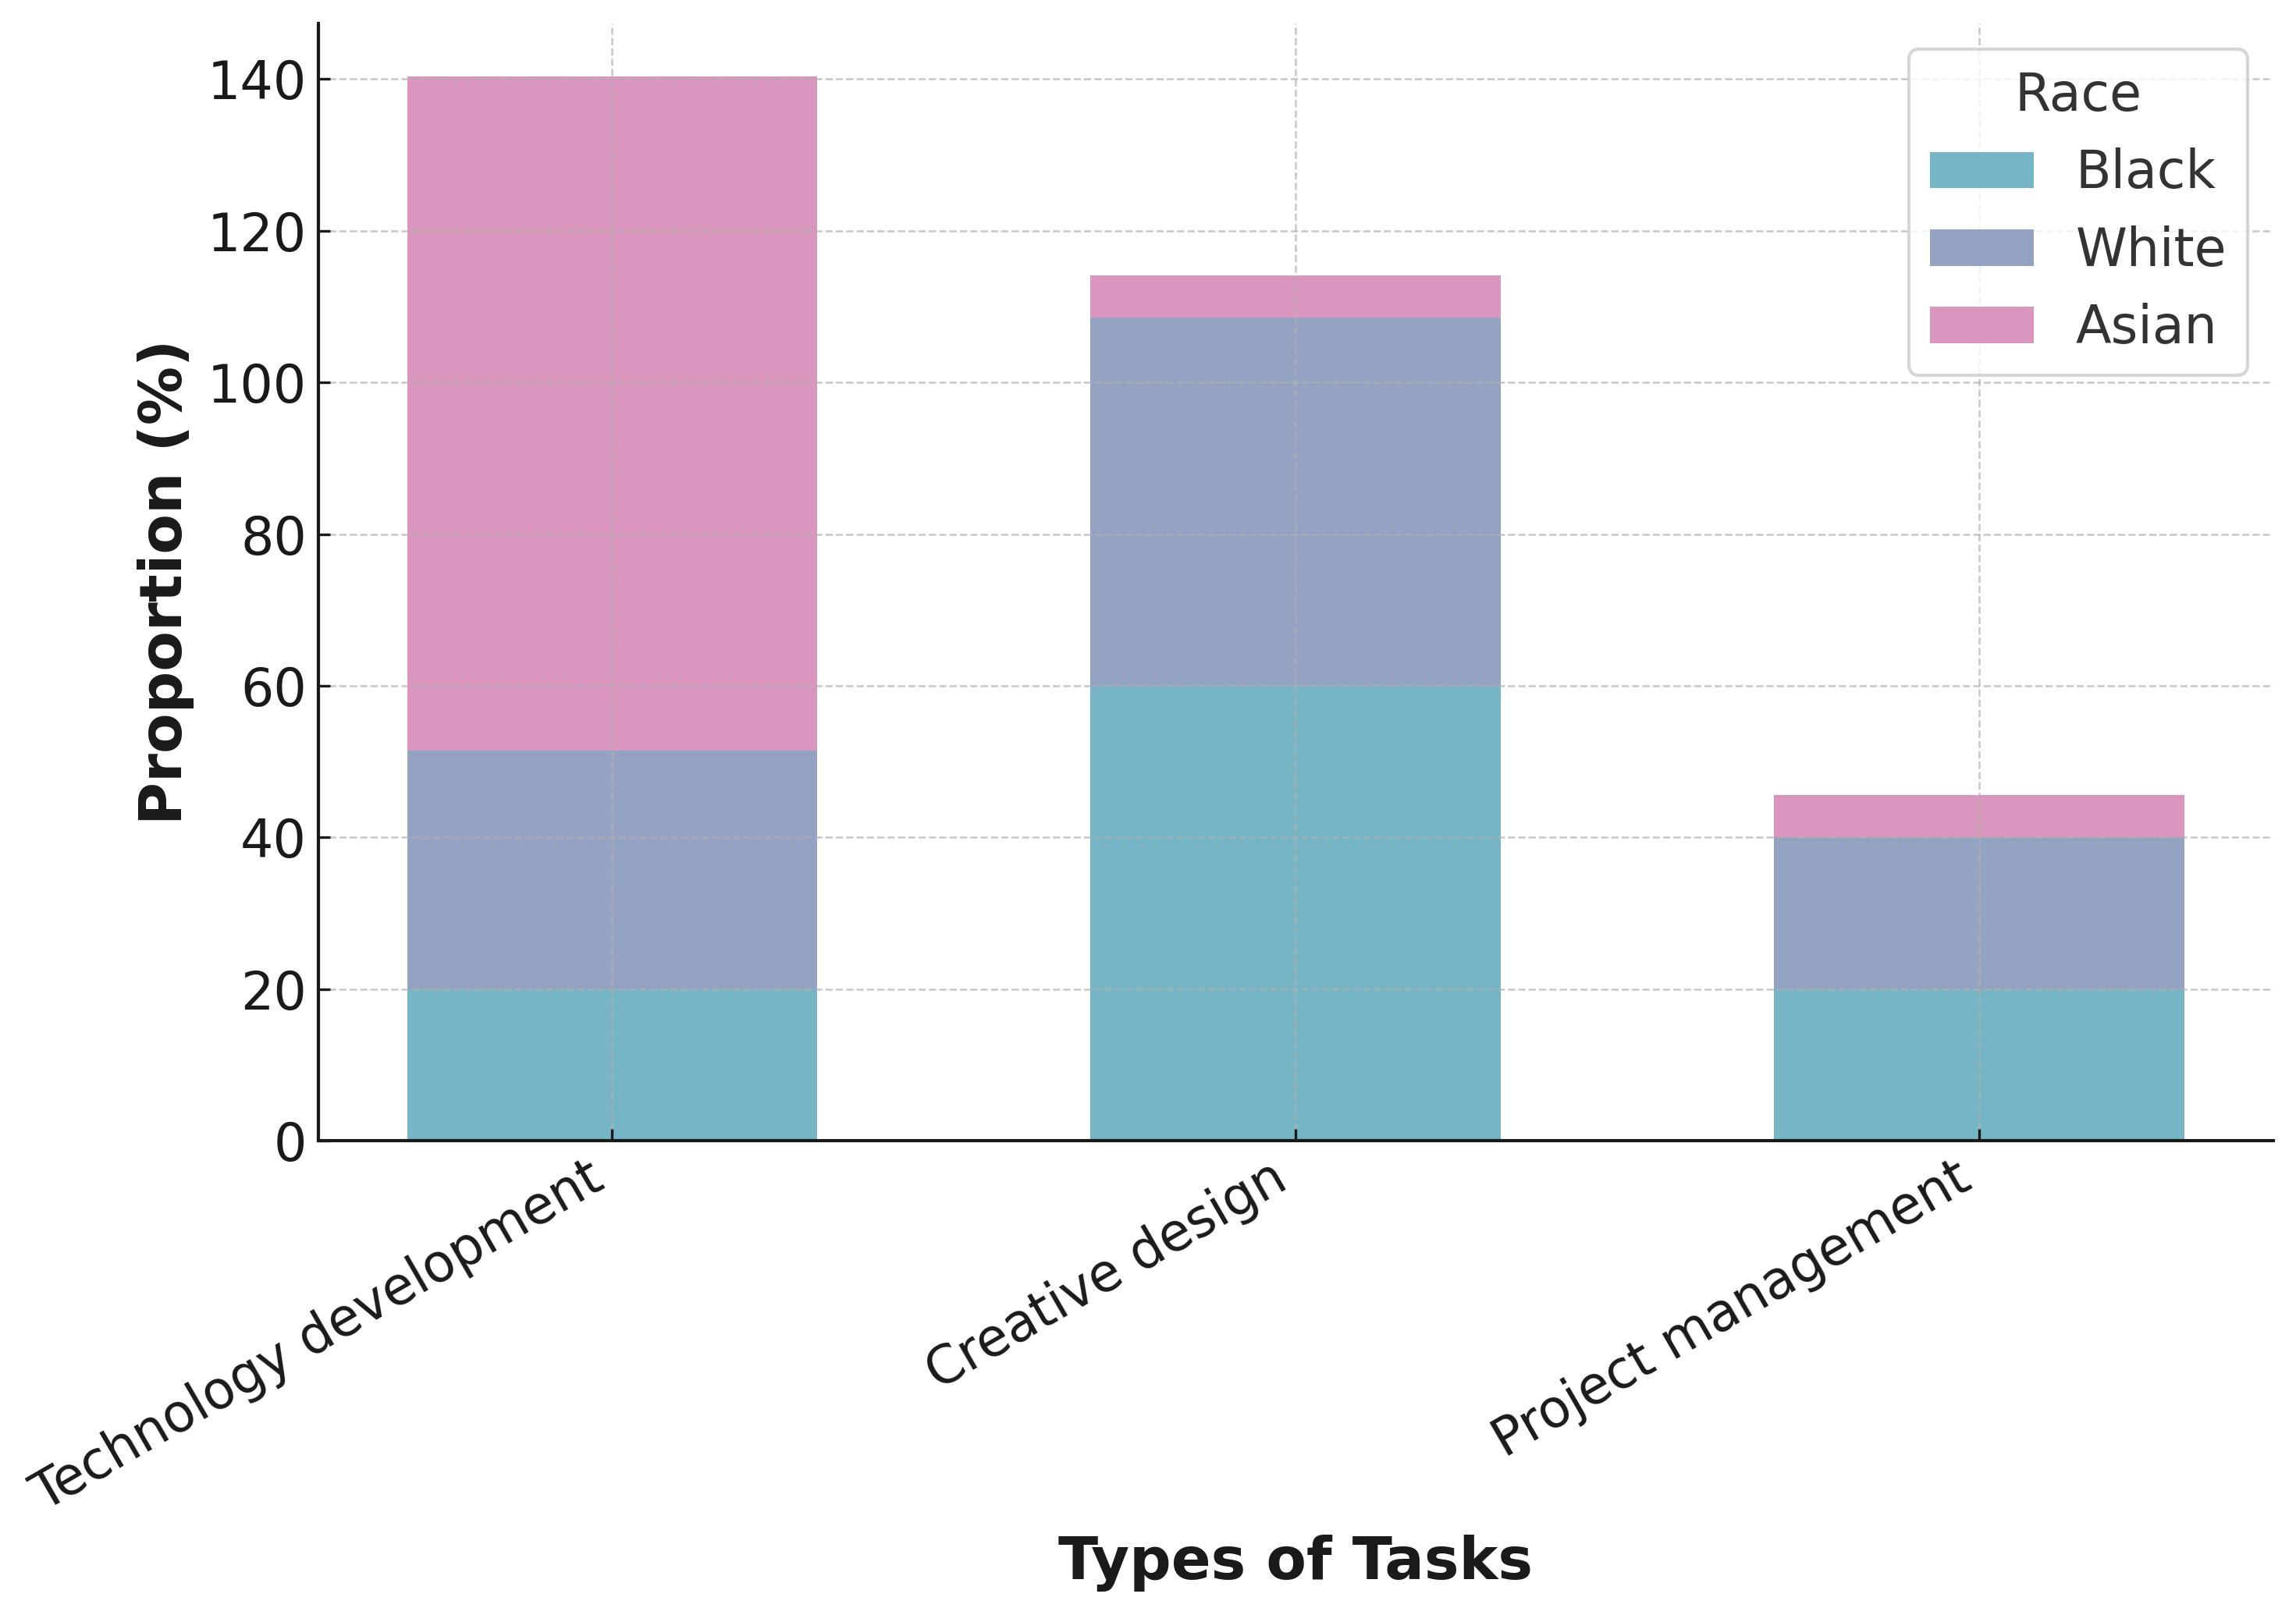 140
120
100
80
60
40
20
0
Proportion (%)
Race
Black
White
Asian
Technology development
Creative design
Project management
Types of Tasks